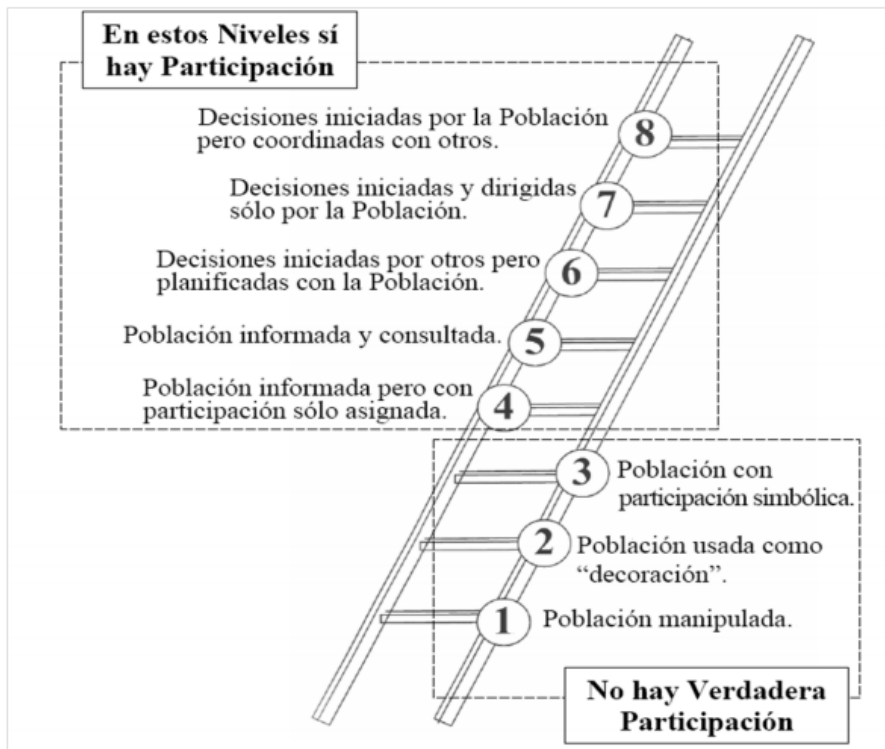 En estos Niveles sí
hay Participación
Decisiones iniciadas por la Población
pero coordinadas con otros.
8
Decisiones iniciadas y dirigidas
sólo por la Población.
7
Decisiones iniciadas por otros pero
planificadas con la Población.
6
Población informada y consultada.
5
Población informada pero con
participación sólo asignada.
4
3
Población con
participación simbólica.
2
Población usada como
“decoración”.
1
Población manipulada.
No hay Verdadera
Participación